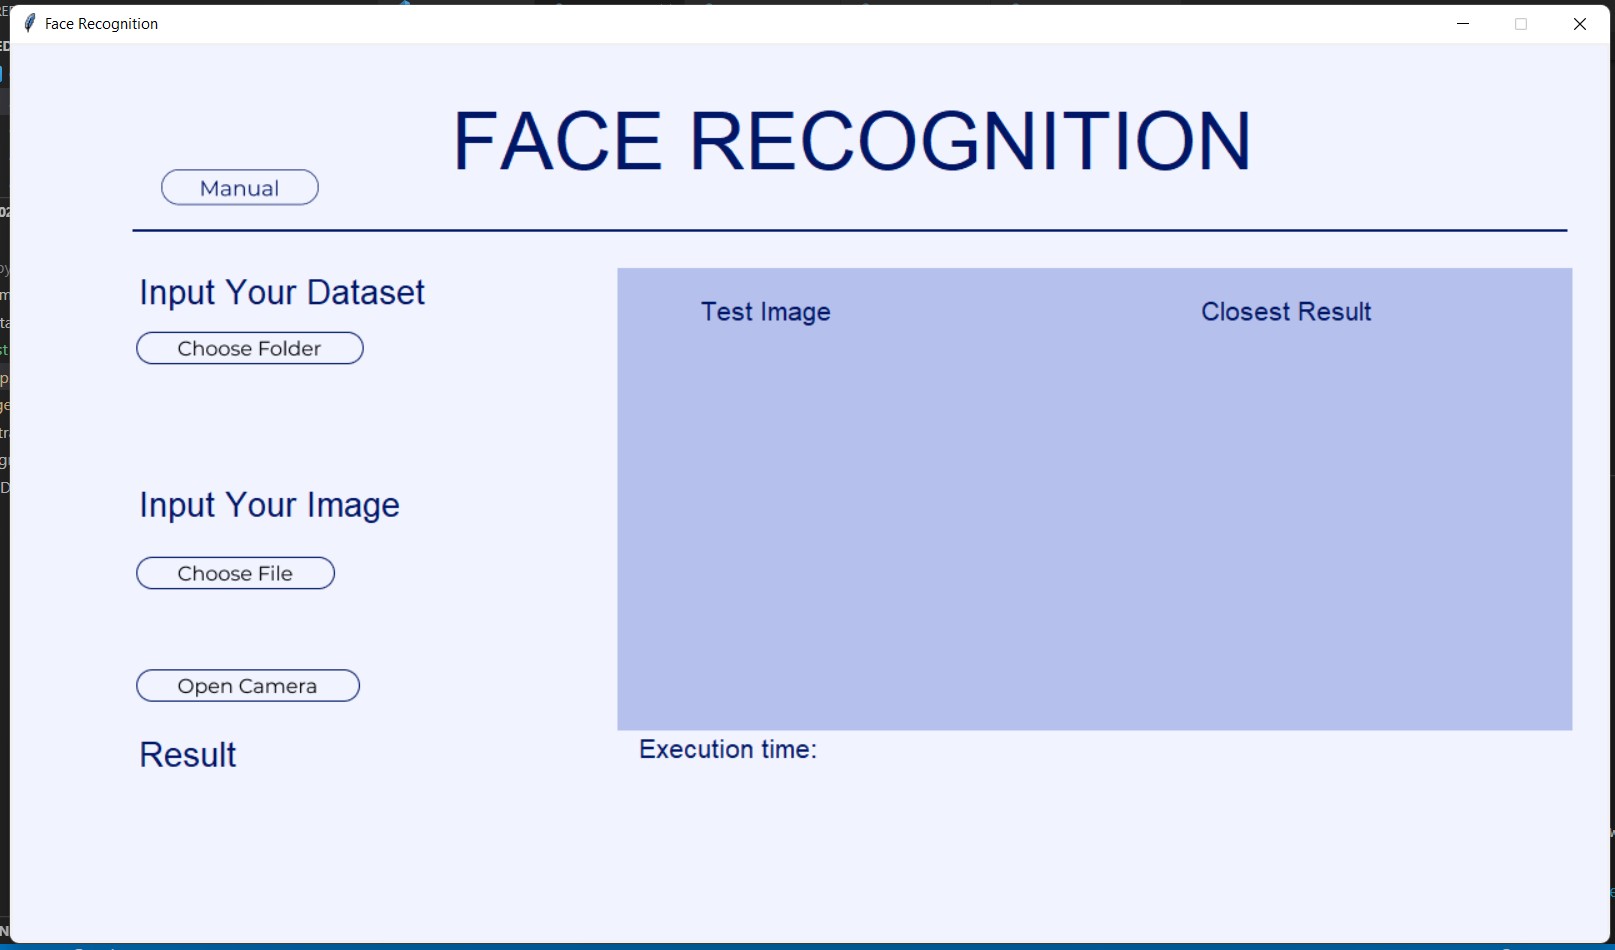 Face Recognition
FACE RECOGNITION
Manual
Input Your Dataset
Choose Folder
Test Image
Closest Result
Input Your Image
Choose File
Open Camera
Result
Execution time: